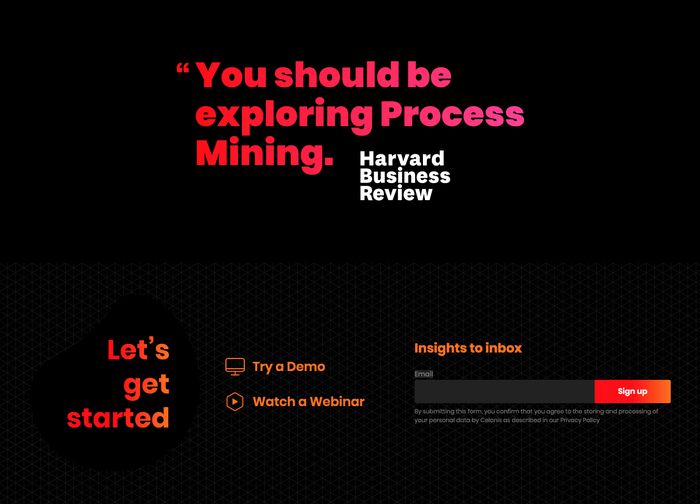 “ You should be
exploring Process
Mining.
Harvard
Business
Review
Let’s
get
started
Try a Demo
Watch a Webinar
Insights to inbox
Email
Sign up
By submitting this form, you confirm that you agree to the storing and processing of
your personal data by Celonis as described in our Privacy Policy